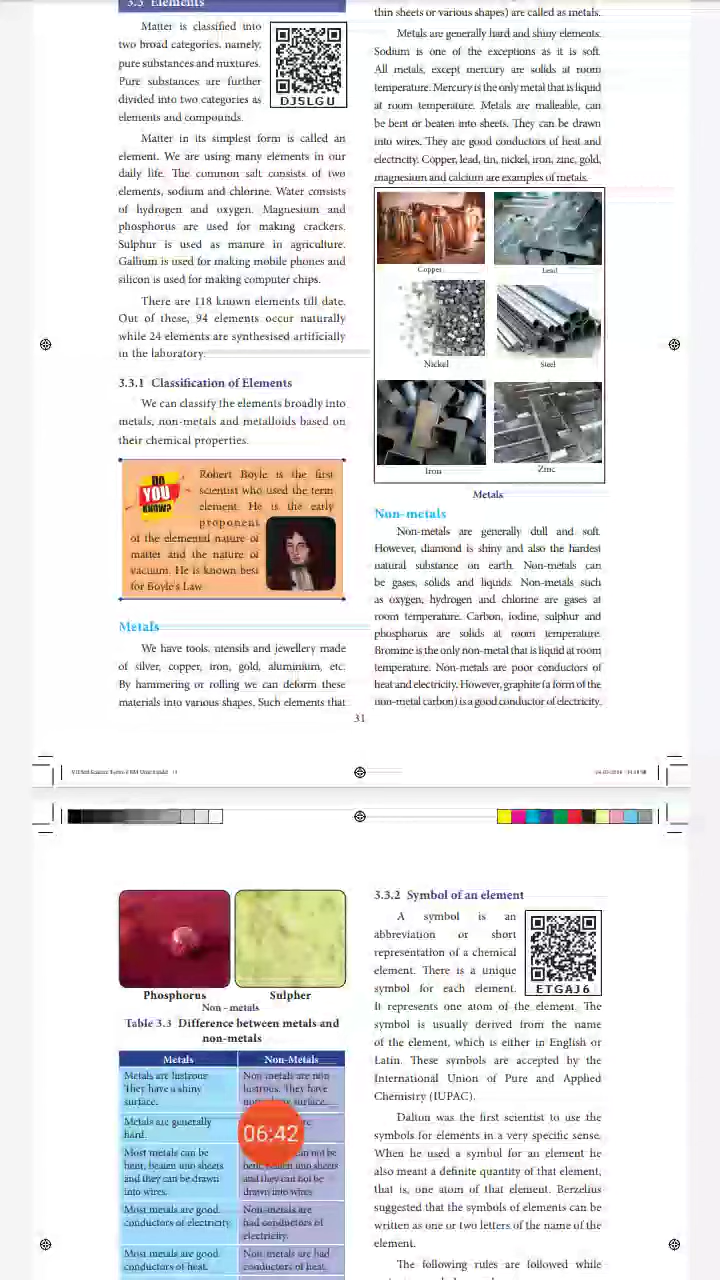 3.3 Elements
Matter is classified into
two broad categories, namely,
pure substances and mixtures.
Pure substances are further
divided into two categories as
elements and compounds.
DJSLGU
Matter in its simplest form is called an
element. We are using many elements in our
daily life. The common salt consists of two
elements, sodium and chlorine. Water consists
of hydrogen and oxygen. Magnesium and
phosphorus are used for making crackers.
Sulphur is used as manure in agriculture.
Gallium is used for making mobile phones and
silicon is used for making computer chips.
There are 118 known elements till date.
Out of these, 94 elements occur naturally
while 24 elements are synthesised artificially
in the laboratory.
3.3.1 Classification of Elements
We can classify the elements broadly into
metals, non-metals and metalloids based on
their chemical properties.
DO
YOU
KNOW?
Robert Boyle is the first
scientist who used the term
element. He is the early
proponent
of the elemental nature of
matter and the nature of
vacuum. He is known best
for Boyle's Law
Metals
We have tools, utensils and jewellery made
of silver, copper, iron, gold, aluminium, etc.
By hammering or rolling we can deform these
materials into various shapes. Such elements that
thin sheets or various shapes) are called as metals.
Metals are generally hard and shiny elements.
Sodium is one of the exceptions as it is soft.
All metals, except mercury are solids at room
temperature. Mercury is the only metal that is liquid
at room temperature. Metals are malleable, can
be bent or beaten into sheets. They can be drawn
into wires. They are good conductors of heat and
electricity. Copper, lead, tin, nickel, iron, zinc, gold,
magnesium and calcium are examples of metals.
Copper
Lead
Nickel
Steel
Iron
Zinc
Metals
Non-metals
Non-metals are generally dull and soft.
However, diamond is shiny and also the hardest
natural substance on earth. Non-metals can
be gases, solids and liquids. Non-metals such
as oxygen, hydrogen and chlorine are gases at
room temperature. Carbon, iodine, sulphur and
phosphorus are solids at room temperature.
Bromine is the only non-metal that is liquid at room
temperature. Non-metals are poor conductors of
heat and electricity. However, graphite (a form of the
non-metal carbon) is a good conductor of electricity.
31
Phosphorus
Sulpher
Non - metals
Table 3.3 Difference between metals and
non-metals
Metals
Non-Metals
Metals are lustrous
They have a shiny
surface.
Non metals are non
lustrous. They have
surface.
Metals are generally
hard.
Most metals can be
bent, beaten into sheets
and they can be drawn
into wires.
can not be
bent, beaten into sheets
and they can not be
drawn into wires
Most metals are good
conductors of electricity
Non-metals are
bad conductors of
electricity.
Most metals are good
conductors of heat.
Non-metals are bad
conductors of heat.
06:42
3.3.2 Symbol of an element
A symbol is an
abbreviation or short
representation of a chemical
element. There is a unique
symbol for each element.
ETGAJ6
It represents one atom of the element. The
symbol is usually derived from the name
of the element, which is either in English or
Latin. These symbols are accepted by the
International Union of Pure and Applied
Chemistry (IUPAC).
Dalton was the first scientist to use the
symbols for elements in a very specific sense.
When he used a symbol for an element he
also meant a definite quantity of that element,
that is, one atom of that element. Berzelius
suggested that the symbols of elements can be
written as one or two letters of the name of the
element.
The following rules are followed while